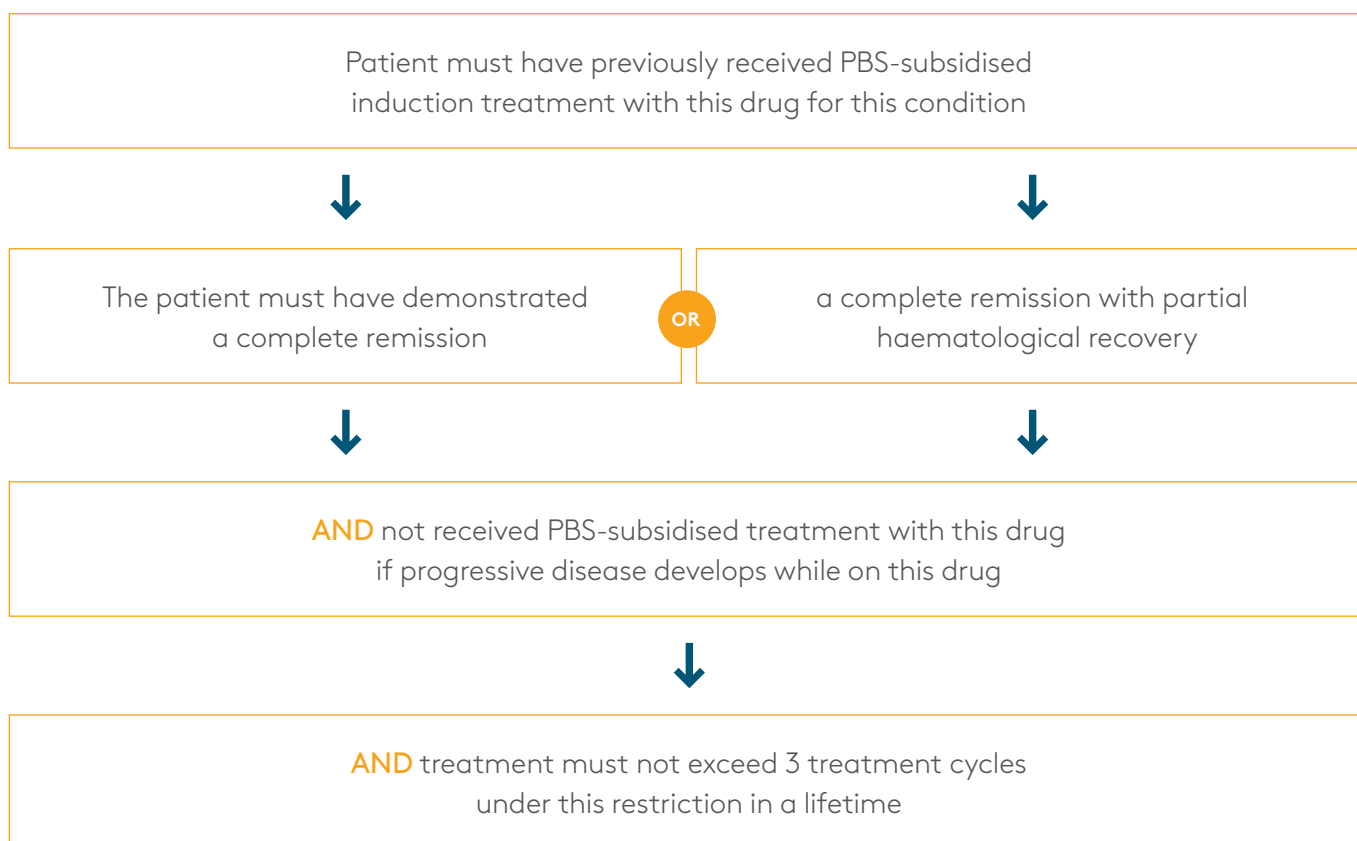 Patient must have previously received PBS-subsidised
induction treatment with this drug for this condition
The patient must have demonstrated
a complete remission
OR
a complete remission with partial
haematological recovery
AND not received PBS-subsidised treatment with this drug
if progressive disease develops while on this drug
AND treatment must not exceed 3 treatment cycles
under this restriction in a lifetime